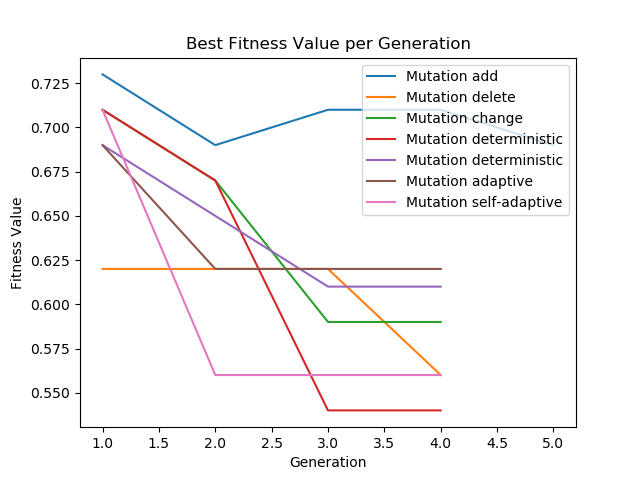 Best Fitness Value per Generation
Mutation add
Mutation delete
Mutation change
Mutation deterministic
Mutation deterministic
Mutation adaptive
Mutation self-adaptive
Fitness Value
0.725
0.700
0.675
0.650
0.625
0.600
0.575
0.550
1.0 1.5 2.0 2.5 3.0 3.5 4.0 4.5 5.0
Generation